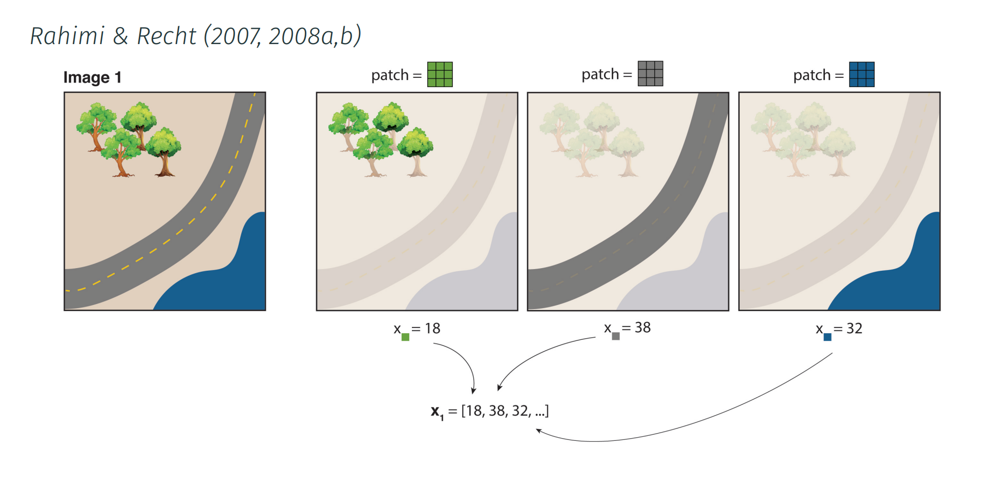 Rahimi & Recht (2007, 2008a,b)
Image 1
patch =
patch =
patch =
x = 18
x = 38
x = 32
x1 = [18, 38, 32, ...]